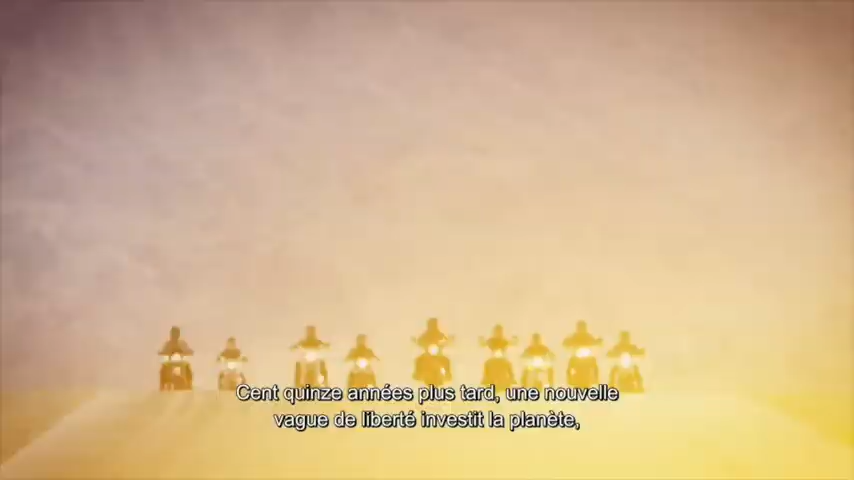 Cent quinze années plus tard, une nouvelle
vague de liberté investit la planète,